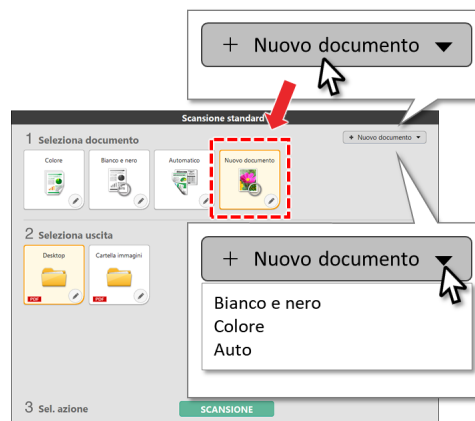 + Nuovo documento
Scansione standard
1 Seleziona documento
+ Nuovo documento
Colore
Bianco e nero
Automatico
Nuovo documento
2 Seleziona uscita
Desktop
Cartella immagini
PDF
PDF
+ Nuovo documento
Bianco e nero
Colore
Auto
3 Sel. azione
SCANSIONE